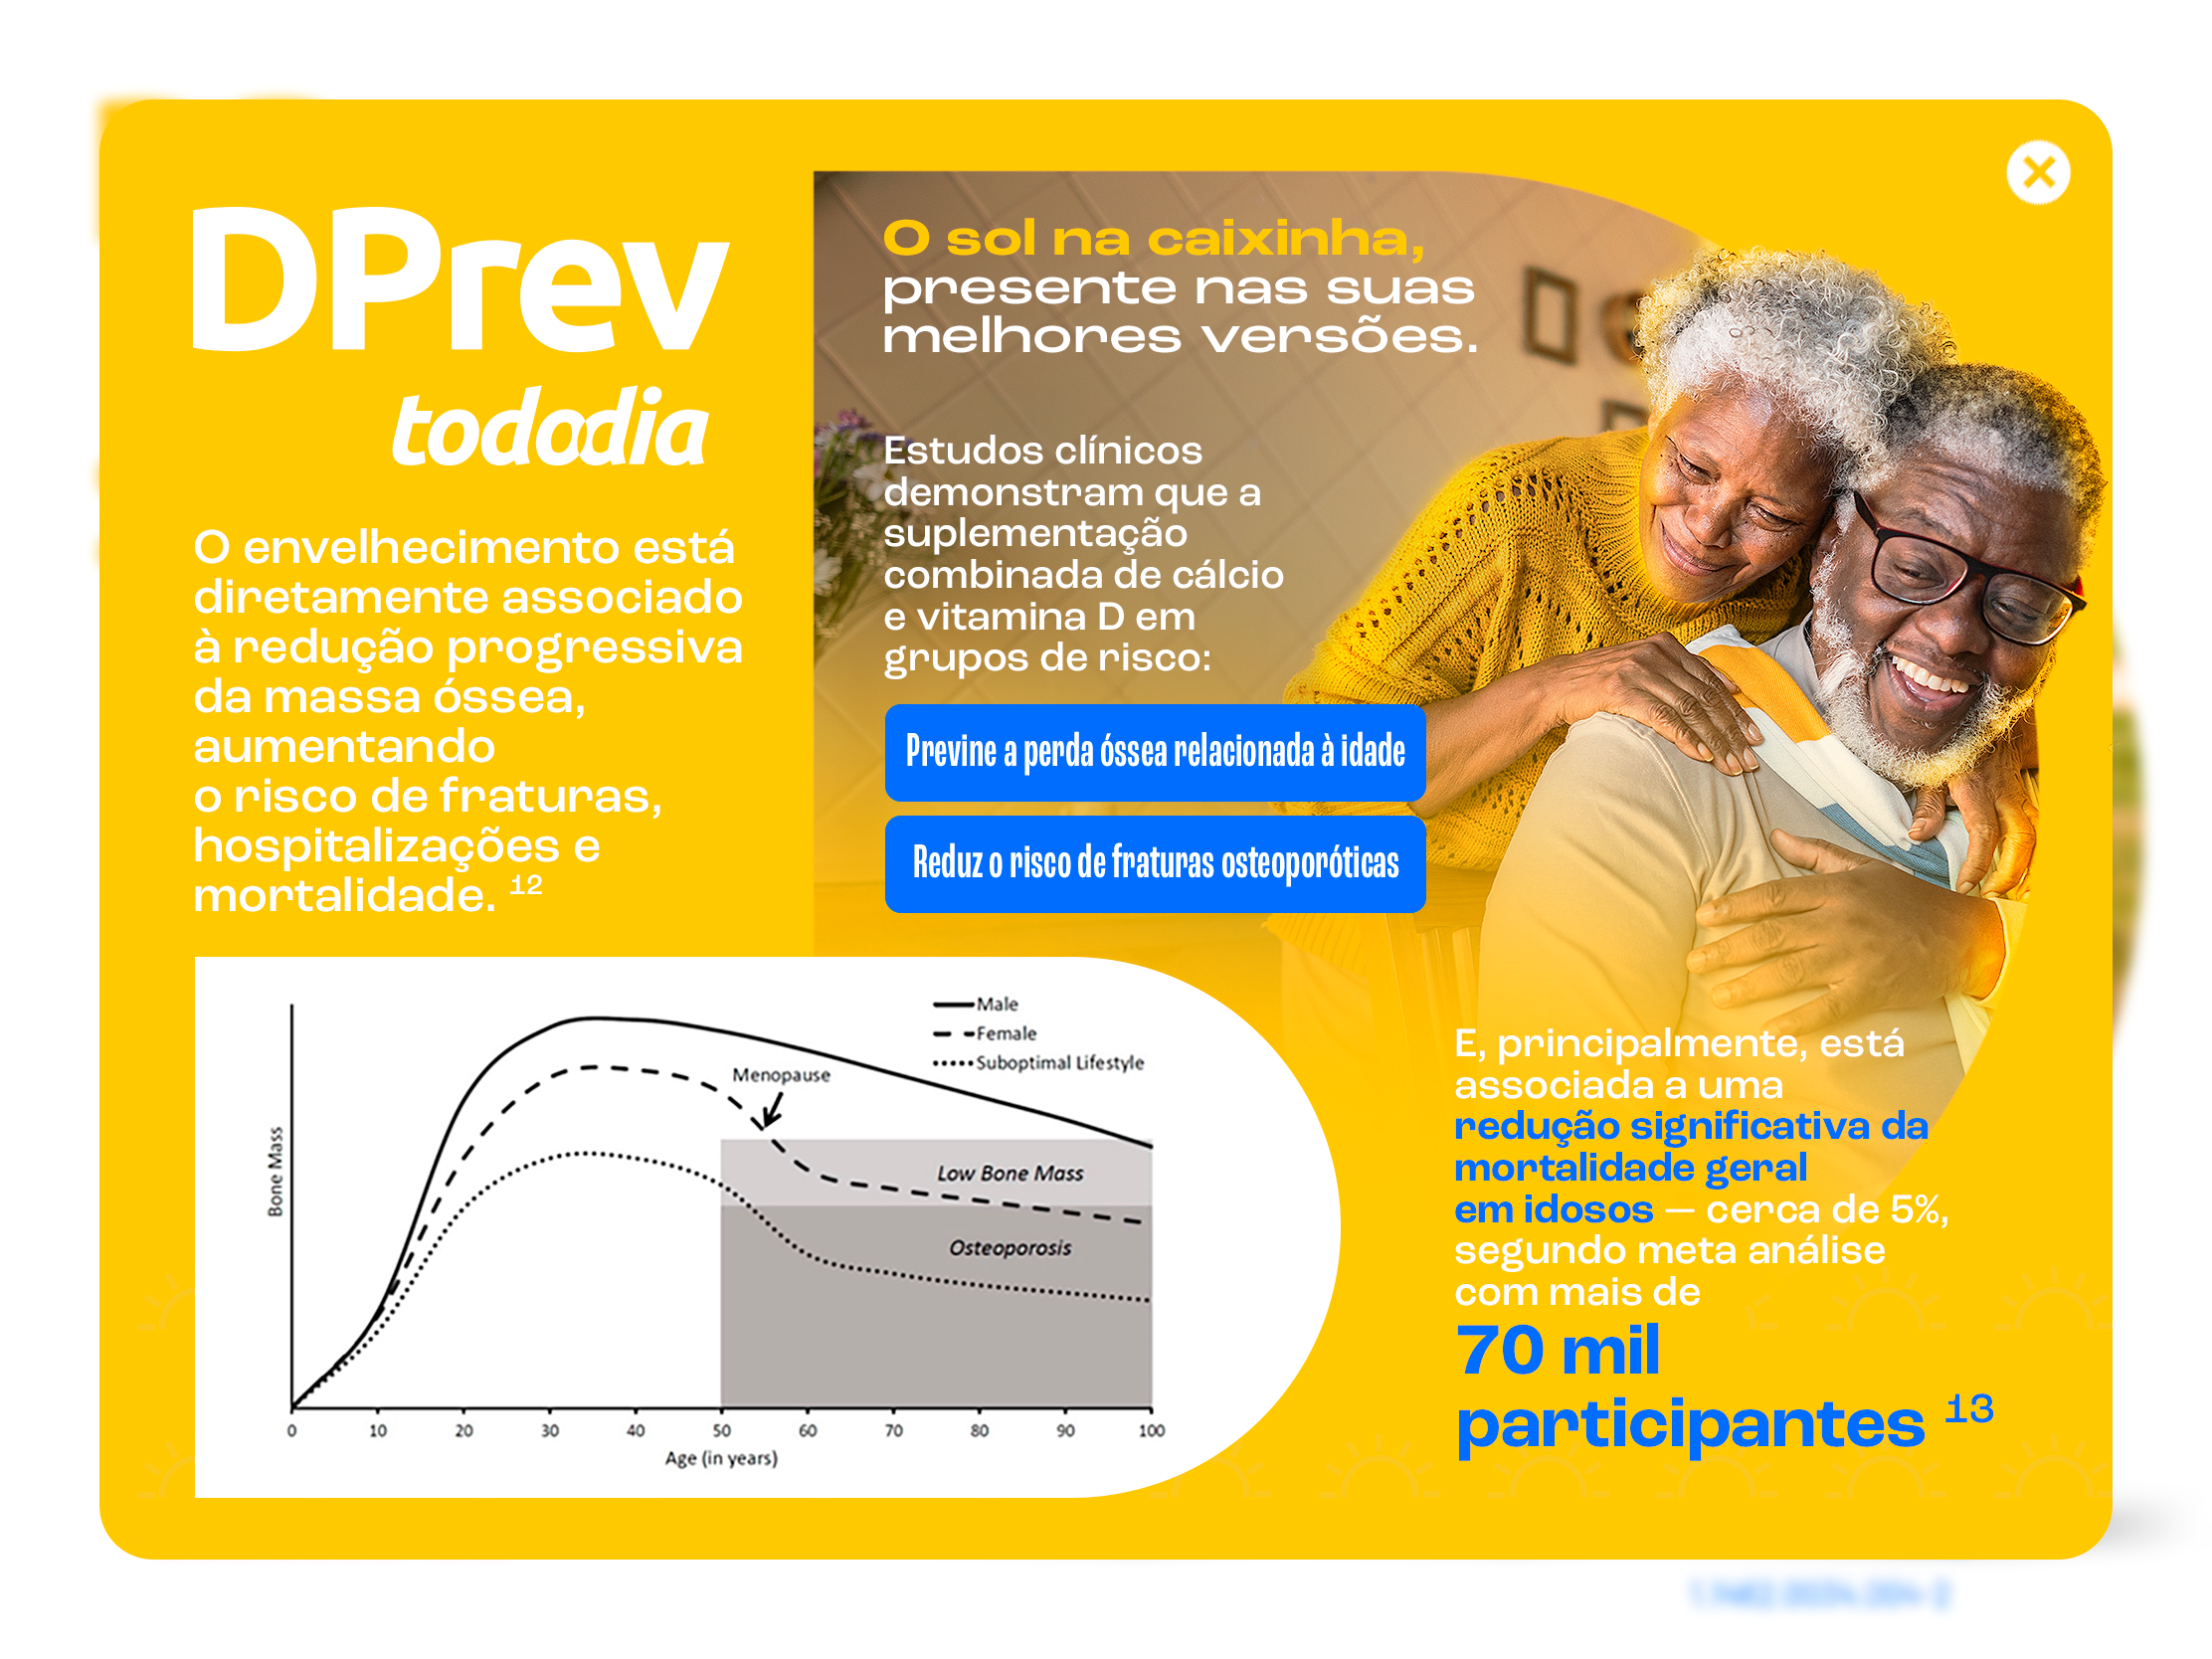 DPrev
tododia
O envelhecimento está
diretamente associado
à redução progressiva
da massa óssea,
aumentando
o risco de fraturas,
hospitalizações e
mortalidade. 12
O sol na caixinha,
presente nas suas
melhores versões.
Estudos clínicos
demonstram que a
suplementação
combinada de cálcio
e vitamina D em
grupos de risco:
Previne a perda óssea relacionada à idade
Reduz o risco de fraturas osteoporóticas
Male
Female
Suboptimal Lifestyle
Menopause
Low Bone Mass
Osteoporosis
Bone Mass
0 10 20 30 40 50 60 70 80 90 100
Age (in years)
E, principalmente, está
associada a uma
redução significativa da
mortalidade geral
em idosos — cerca de 5%,
segundo meta análise
com mais de
70 mil
participantes 13